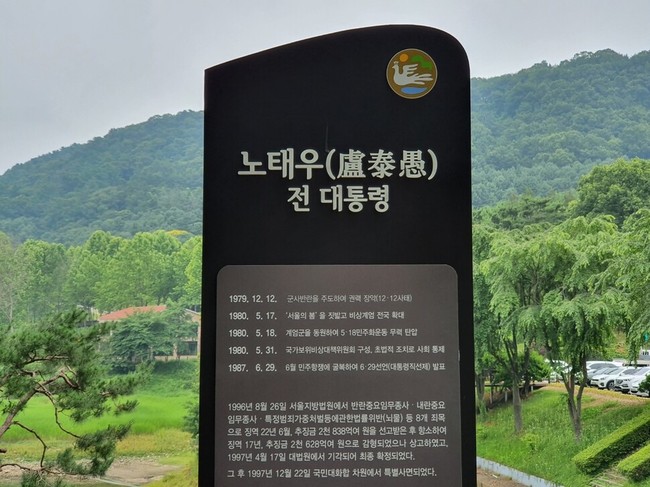 노태우(盧泰愚)
전 대통령
1979. 12. 12. 군사반란을 주도하여 권력 장악(12·12사태)
1980. 5. 17. '서울의 봄'을 짓밟고 비상계엄 전국 확대
1980. 5. 18. 계엄군을 동원하여 5·18민주화운동 무력 탄압
1980. 5. 31. 국가보위비상대책위원회 구성, 초법적 조치로 사회 통제
1987. 6. 29. 6월 민주항쟁에 굴복하여 6·29선언(대통령직선제) 발표
1996년 8월 26일 서울지방법원에서 반란중요임무종사·내란중요
임무종사·특정범죄가중처벌등에관한법률위반(뇌물) 등 8개 죄목
으로 징역 22년 6월, 추징금 2천 838억여 원을 선고받은 후 항소하여
징역 17년, 추징금 2천 628억여 원으로 감형되었으나 상고하였고,
1997년 4월 17일 대법원에서 기각되어 최종 확정되었다.
그 후 1997년 12월 22일 국민대화합 차원에서 특별사면되었다.